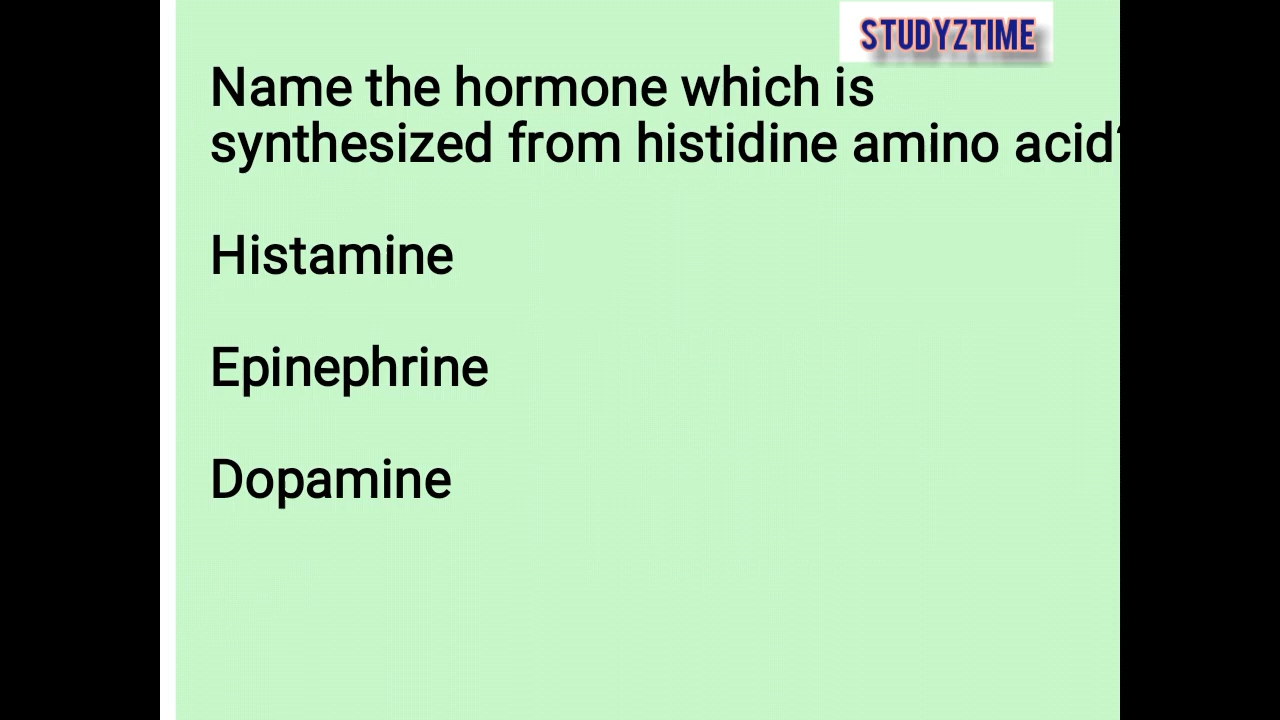 STUDYZTIME
Name the hormone which is
synthesized from histidine amino acid?
Histamine
Epinephrine
Dopamine